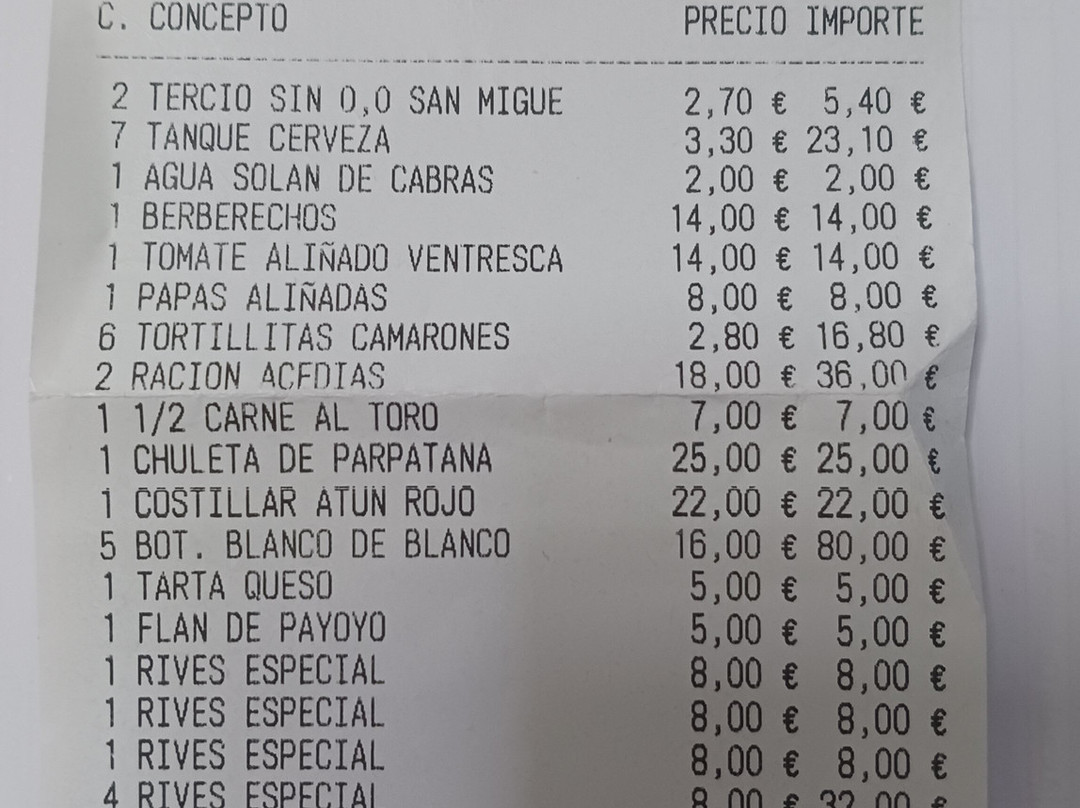 C. CONCEPTO PRECIO IMPORTE
2 TERCIO SIN 0,0 SAN MIGUE 2,70 € 5,40 €
7 TANQUE CERVEZA 3,30 € 23,10 €
1 AGUA SOLAN DE CABRAS 2,00 € 2,00 €
1 BERBERECHOS 14,00 € 14,00 €
1 TOMATE ALIÑADO VENTRESCA 14,00 € 14,00 €
1 PAPAS ALIÑADAS 8,00 € 8,00 €
6 TORTILLITAS CAMARONES 2,80 € 16,80 €
2 RACION ACEDIAS 18,00 € 36,00 €
1 1/2 CARNE AL TORO 7,00 € 7,00 €
1 CHULETA DE PARPATANA 25,00 € 25,00 €
1 COSTILLAR ATUN ROJO 22,00 € 22,00 €
5 BOT. BLANCO DE BLANCO 16,00 € 80,00 €
1 TARTA QUESO 5,00 € 5,00 €
1 FLAN DE PAYOYO 5,00 € 5,00 €
1 RIVES ESPECIAL 8,00 € 8,00 €
1 RIVES ESPECIAL 8,00 € 8,00 €
1 RIVES ESPECIAL 8,00 € 8,00 €
4 RIVES ESPECIAL 8,00 € 32,00 €